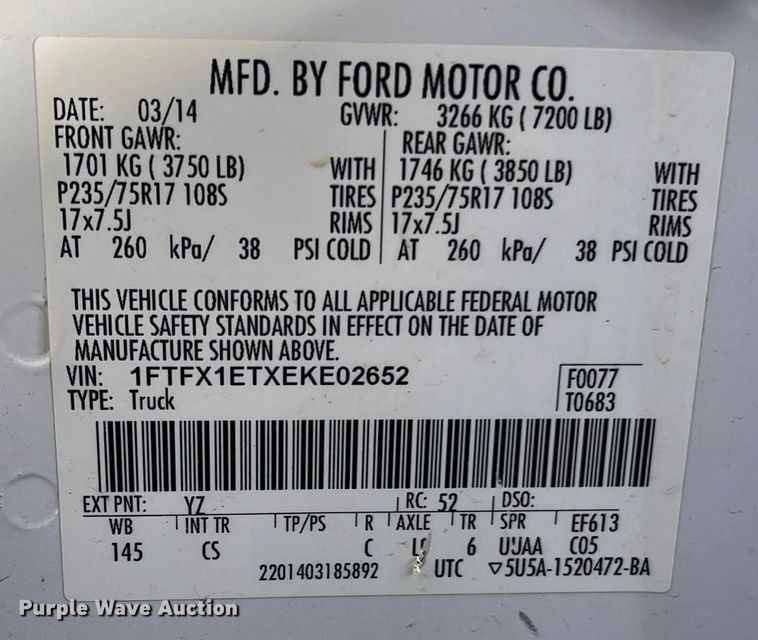 MFD. BY FORD MOTOR CO.
DATE: 03/14 GVWR: 3266 KG ( 7200 LB)
FRONT GAWR: REAR GAWR:
1701 KG ( 3750 LB) WITH 1746 KG ( 3850 LB) WITH
P235/75R17 108S TIRES P235/75R17 108S TIRES
17x7.5J RIMS 17x7.5J RIMS
AT 260 kPa/ 38 PSI COLD AT 260 kPa/ 38 PSI COLD
THIS VEHICLE CONFORMS TO ALL APPLICABLE FEDERAL MOTOR
VEHICLE SAFETY STANDARDS IN EFFECT ON THE DATE OF
MANUFACTURE SHOWN ABOVE.
VIN: 1FTFX1ETXEKE02652 F0077
TYPE: Truck T0683
EXT PNT: YZ RC: 52 DSO:
WB INT TR TP/PS R AXLE TR SPR EF613
145 CS C 6 UUAA C05
2201403185892 UTC ▽5U5A-1520472-BA
Purple Wave Auction